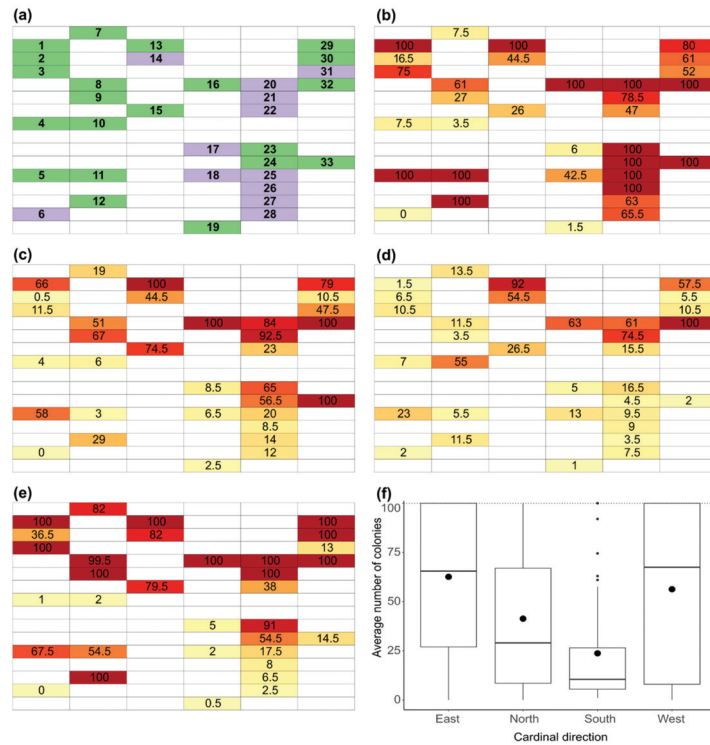 (a)
7
1 13 29
2 14 30
3 31
8 16 20 32
9 21
15 22
4 10
17 23
24 33
5 11 18 25
26
12 27
6 28
19
(b)
7.5
100 100 80
16.5 44.5 61
75 52
61 100 100 100
27 78.5
26 47
7.5 3.5
6 100
100 100
100 100 42.5 100
100
100 63
0 65.5
1.5
(c)
19
66 100 79
0.5 44.5 10.5
11.5 47.5
51 100 84 100
67 92.5
74.5 23
4 6
8.5 65
56.5 100
58 3 6.5 20
8.5
29 14
0 12
2.5
(d)
13.5
1.5 92 57.5
6.5 54.5 5.5
10.5 10.5
11.5 63 61 100
3.5 74.5
26.5 15.5
7 55
5 16.5
4.5 2
23 5.5 13 9.5
9
11.5 3.5
2 7.5
1
(e)
82
100 100 100
36.5 82 100
100 13
99.5 100 100 100
100 100
79.5 38
1 2
5 91
54.5 14.5
67.5 54.5 2 17.5
8
100 6.5
0 2.5
0.5
(f)
Average number of colonies
100
75
50
25
0
East North South West
Cardinal direction